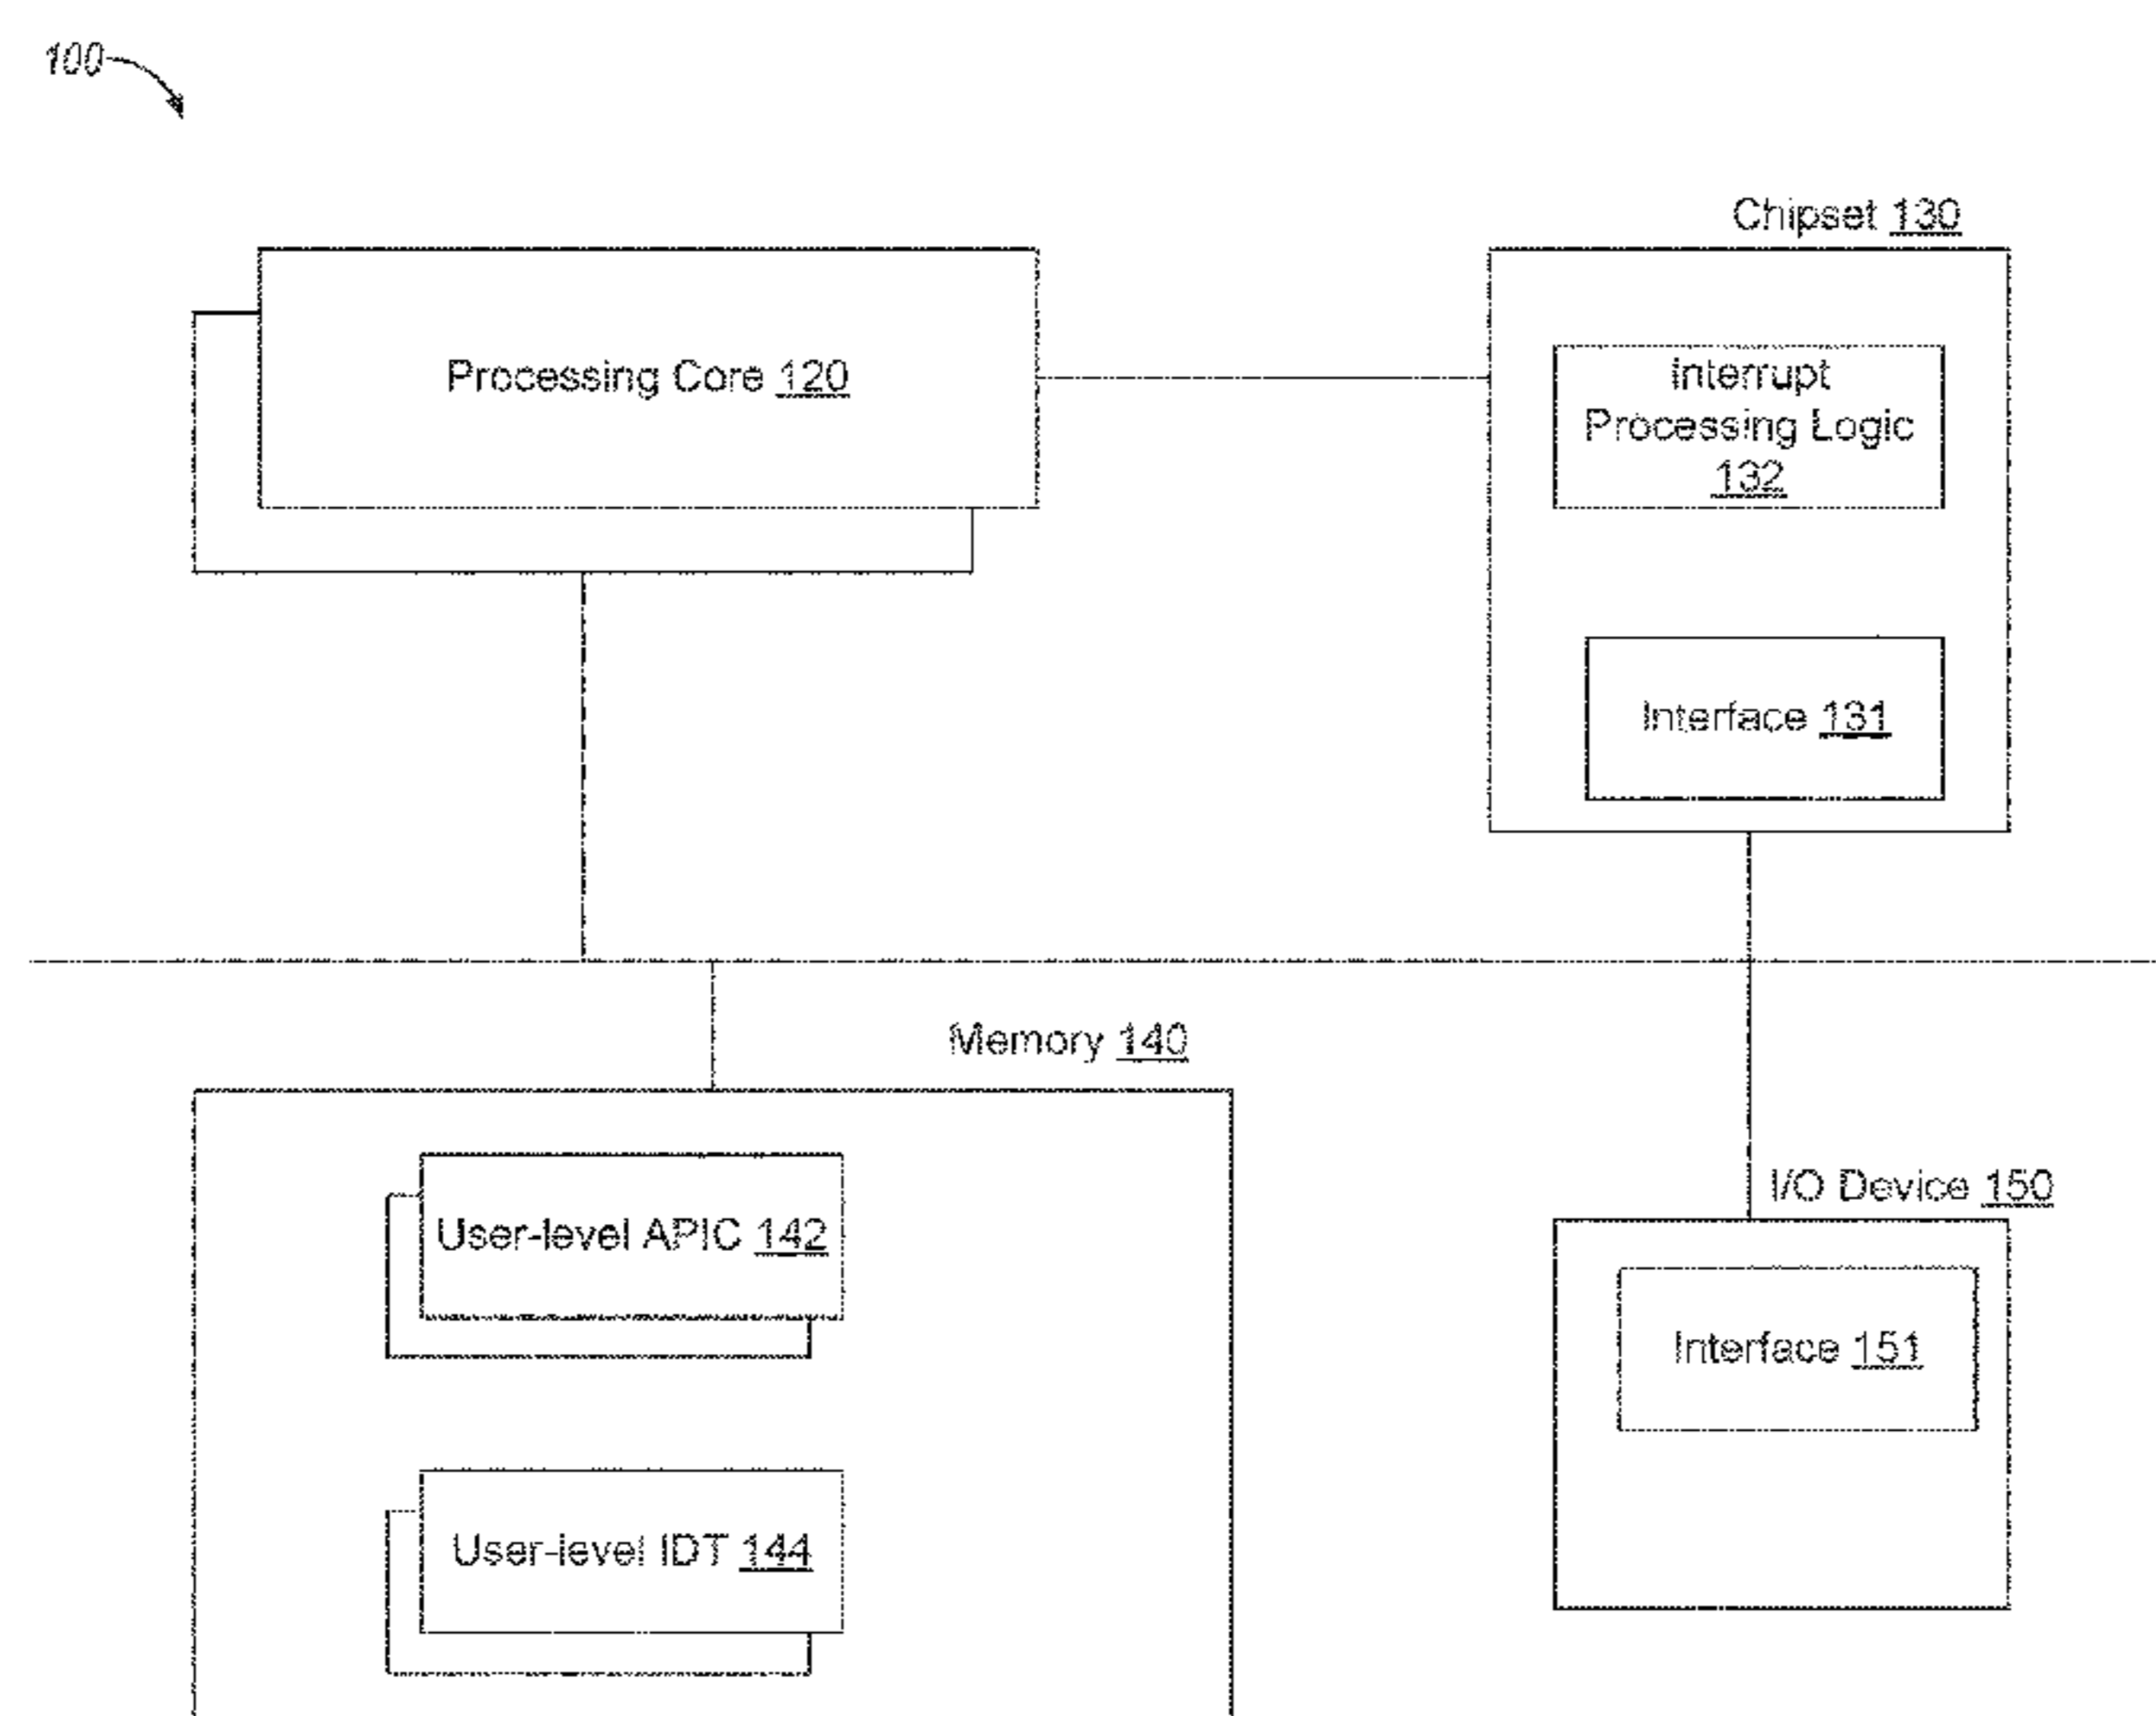 100
Chipset 130
Processing Core 120
Interrupt
Processing Logic
132
Interface 131
Memory 140
User-level APIC 142
I/O Device 150
Interface 151
User-level IDT 144